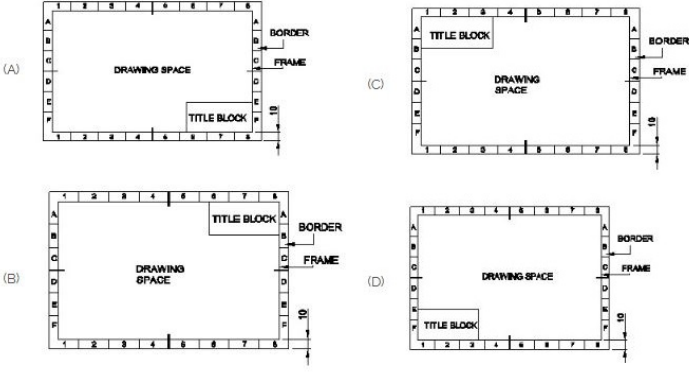 (A)
1 2 3 4 5 6 7 8
A A
B B BORDER
C C FRAME
DRAWING SPACE
D D
E E
TITLE BLOCK
F F
10
1 2 3 4 5 6 7 8
(B)
1 2 3 4 5 6 7 8
A A
TITLE BLOCK
B B BORDER
C C FRAME
DRAWING
SPACE
D D
E E
F F
10
1 2 3 4 5 6 7 8
(C)
1 2 3 4 5 6 7 8
A A
TITLE BLOCK
B B BORDER
C C FRAME
DRAWING
SPACE
D D
E E
F F
10
1 2 3 4 5 6 7 8
(D)
1 2 3 4 5 6 7 8
A A
B B BORDER
C C FRAME
DRAWING SPACE
D D
E E
TITLE BLOCK
F F
10
1 2 3 4 5 6 7 8